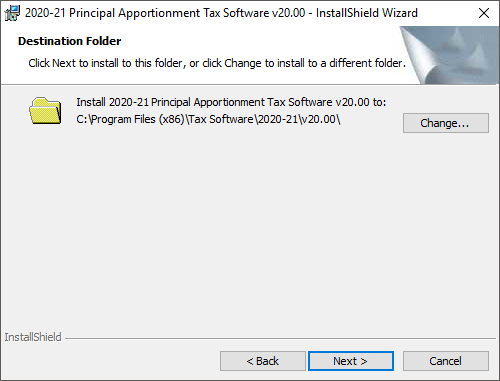 2020-21 Principal Apportionment Tax Software v20.00 - InstallShield Wizard
Destination Folder
Click Next to install to this folder, or click Change to install to a different folder.
Install 2020-21 Principal Apportionment Tax Software v20.00 to:
C:\Program Files (x86)\Tax Software\2020-21\v20.00\
Change...
InstallShield
< Back
Next >
Cancel